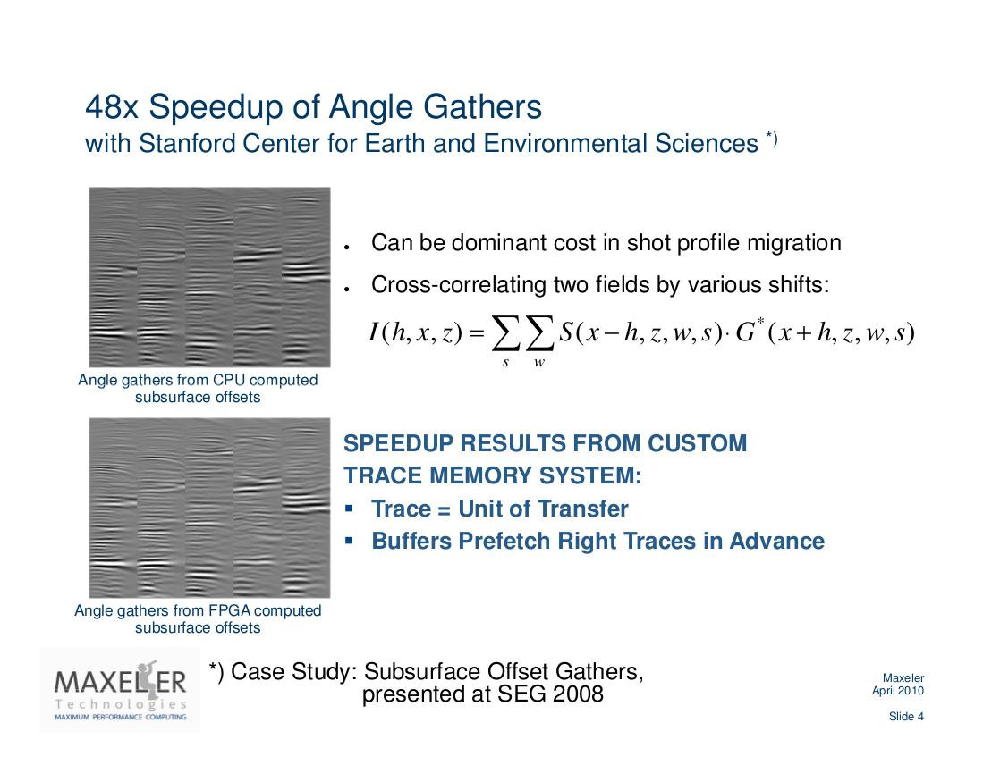 48x Speedup of Angle Gathers
with Stanford Center for Earth and Environmental Sciences *)
• Can be dominant cost in shot profile migration
• Cross-correlating two fields by various shifts:
I(h, x, z) = ∑∑ S(x − h, z, w, s) · G*(x + h, z, w, s)
s w
Angle gathers from CPU computed
subsurface offsets
SPEEDUP RESULTS FROM CUSTOM
TRACE MEMORY SYSTEM:
▪ Trace = Unit of Transfer
▪ Buffers Prefetch Right Traces in Advance
Angle gathers from FPGA computed
subsurface offsets
MAXELER
Technologies
MAXIMUM PERFORMANCE COMPUTING
*) Case Study: Subsurface Offset Gathers,
presented at SEG 2008
Maxeler
April 2010
Slide 4